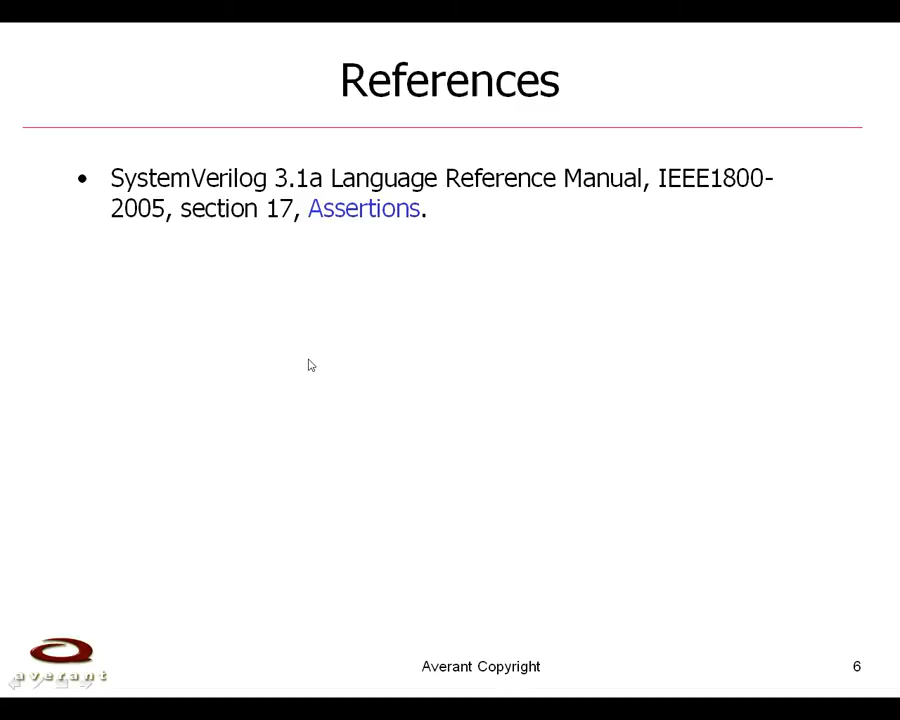 References
• SystemVerilog 3.1a Language Reference Manual, IEEE1800-
2005, section 17, Assertions.
averant
Averant Copyright
6